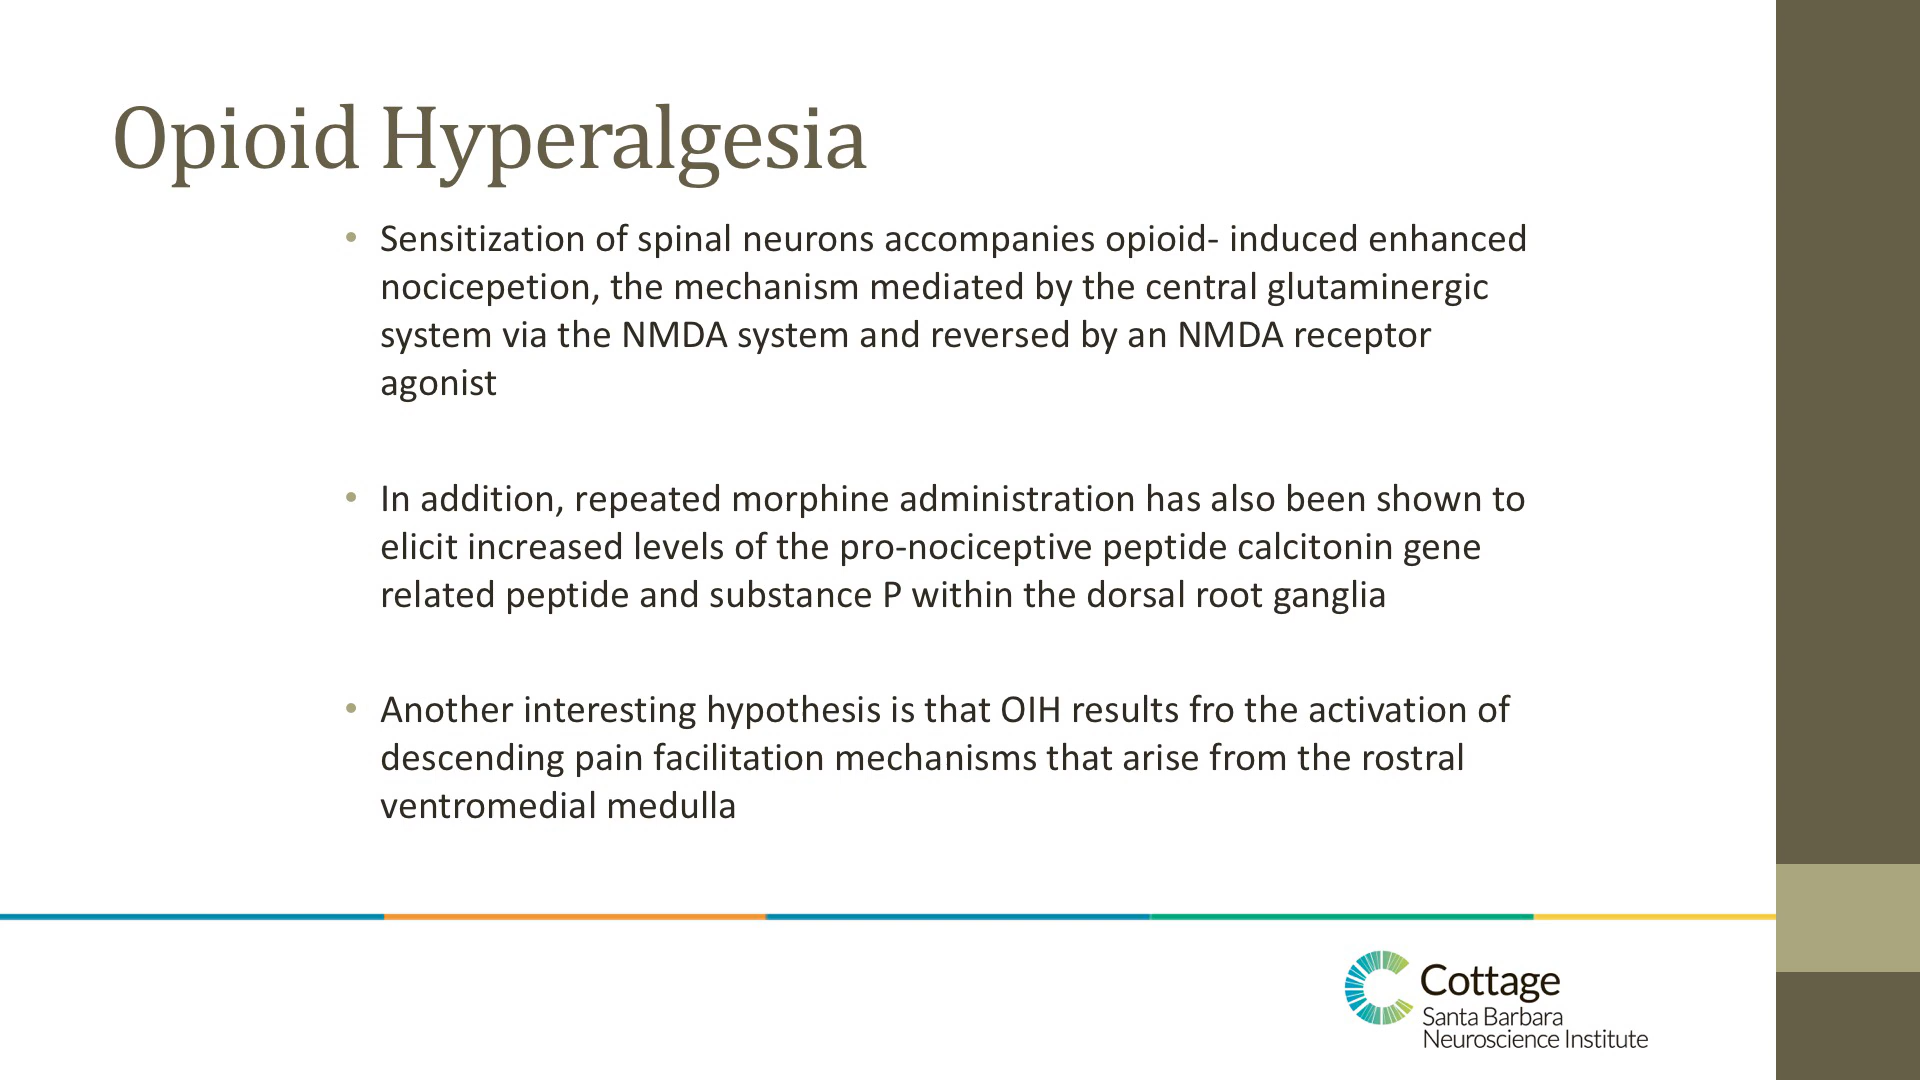 Opioid Hyperalgesia
• Sensitization of spinal neurons accompanies opioid- induced enhanced
nocicepetion, the mechanism mediated by the central glutaminergic
system via the NMDA system and reversed by an NMDA receptor
agonist
• In addition, repeated morphine administration has also been shown to
elicit increased levels of the pro-nociceptive peptide calcitonin gene
related peptide and substance P within the dorsal root ganglia
• Another interesting hypothesis is that OIH results fro the activation of
descending pain facilitation mechanisms that arise from the rostral
ventromedial medulla
Cottage
Santa Barbara
Neuroscience Institute